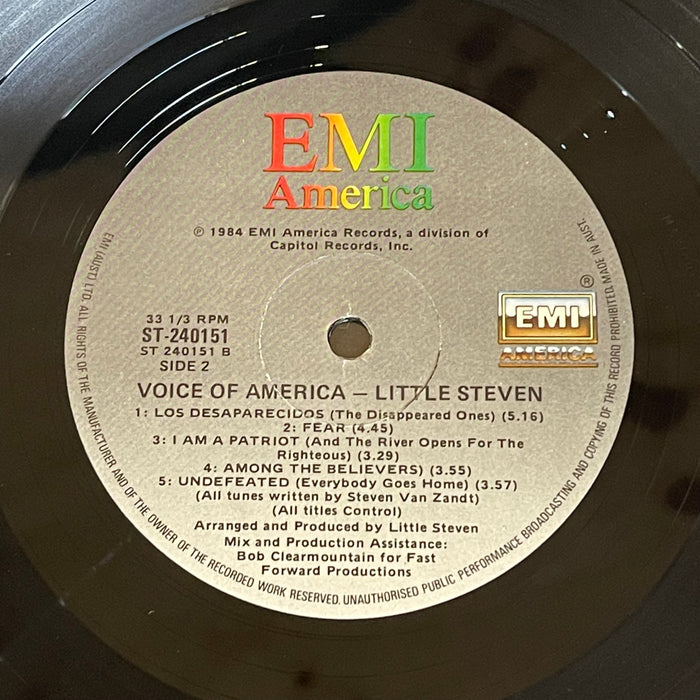 EMI
America
℗ 1984 EMI America Records, a division of
Capitol Records, Inc.
33 1/3 RPM
ST-240151
ST 240151 B
SIDE 2
®
EMI
AMERICA
VOICE OF AMERICA – LITTLE STEVEN
1: LOS DESAPARECIDOS (The Disappeared Ones) (5.16)
2: FEAR (4.45)
3: I AM A PATRIOT (And The River Opens For The
Righteous) (3.29)
4: AMONG THE BELIEVERS) (3.55)
5: UNDEFEATED (Everybody Goes Home) (3.57)
(All tunes written by Steven Van Zandt)
(All titles Control)
Arranged and Produced by Little Steven
Mix and Production Assistance:
Bob Clearmountain for Fast
Forward Productions
EMI (AUST.) LTD. ALL RIGHTS OF THE MANUFACTURER AND OF THE OWNER OF THE RECORDED WORK RESERVED. UNAUTHORISED PUBLIC PERFORMANCE BROADCASTING AND COPYING OF THIS RECORD PROHIBITED. MADE IN AUST.